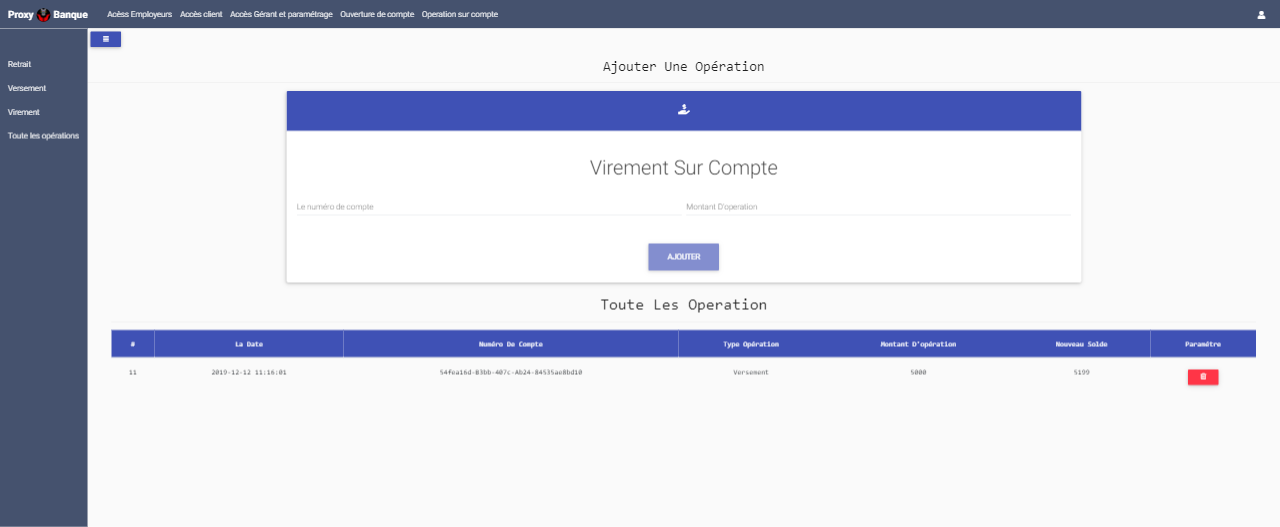 Proxy Banque Acèss Employeurs Accès client Accès Gérant et paramétrage Ouverture de compte Operation sur compte
Retrait
Versement
Virement
Toute les opérations
Ajouter Une Opération
Virement Sur Compte
Le numéro de compte Montant D'operation
AJOUTER
Toute Les Operation
# La Date Numéro De Compte Type Opération Montant D'opération Nouveau Solde Paramètre
11 2019-12-12 11:16:01 54fea16d-B3bb-407c-Ab24-84535ae8bd10 Versement 5000 5199